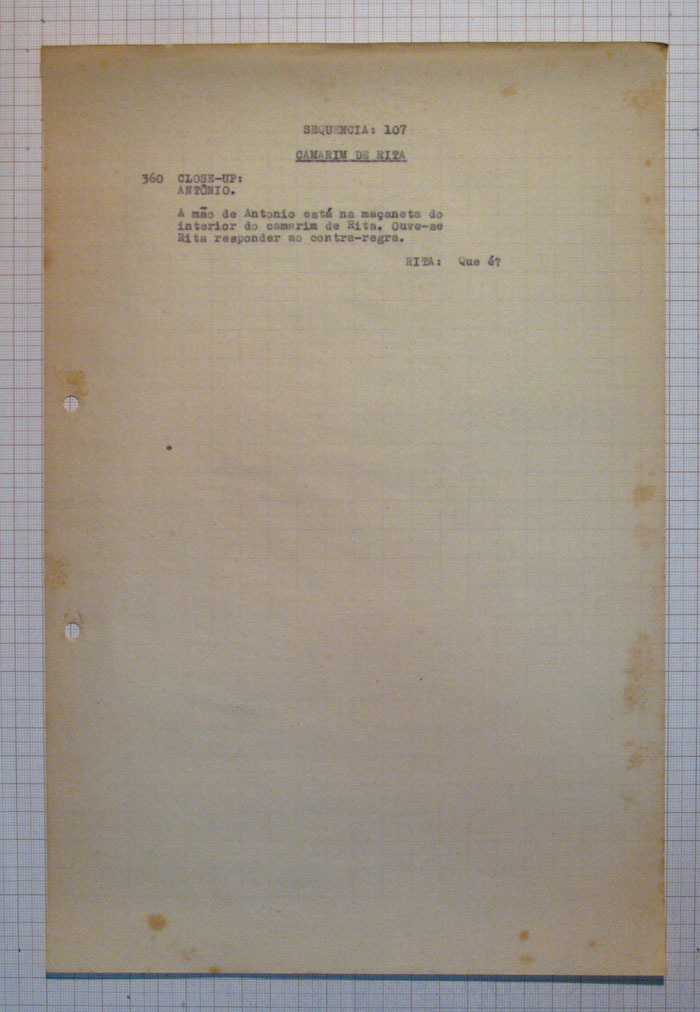 SEQUENCIA: 107
CAMARIM DE RITA
360 CLOSE-UP:
ANTÔNIO.
A mão de Antonio está na maçaneta do
interior do camarim de Rita. Ouve-se
Rita responder ao contra-regra.
RITA: Que é?